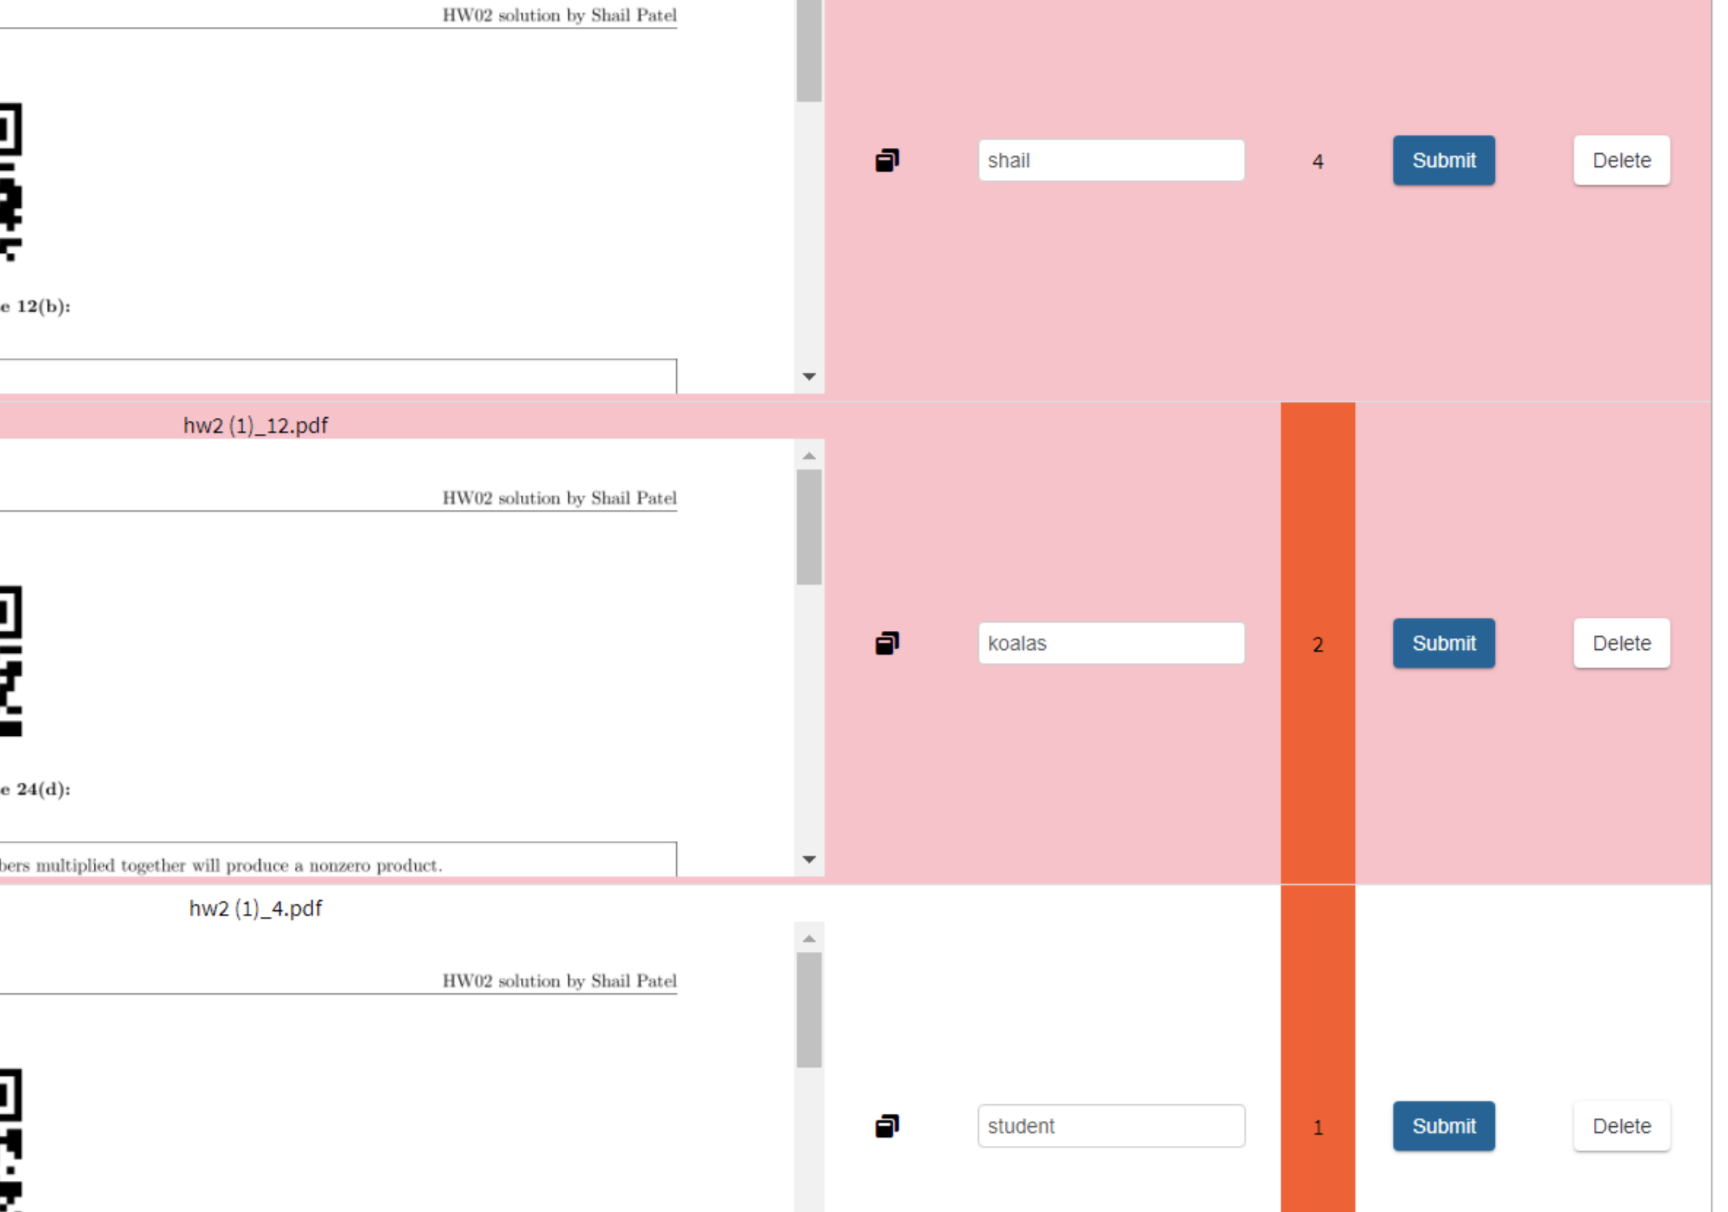 HW02 solution by Shail Patel
shail 4 Submit Delete
e 12(b):
hw2 (1)_12.pdf
HW02 solution by Shail Patel
koalas 2 Submit Delete
e 24(d):
bers multiplied together will produce a nonzero product.
hw2 (1)_4.pdf
HW02 solution by Shail Patel
student 1 Submit Delete